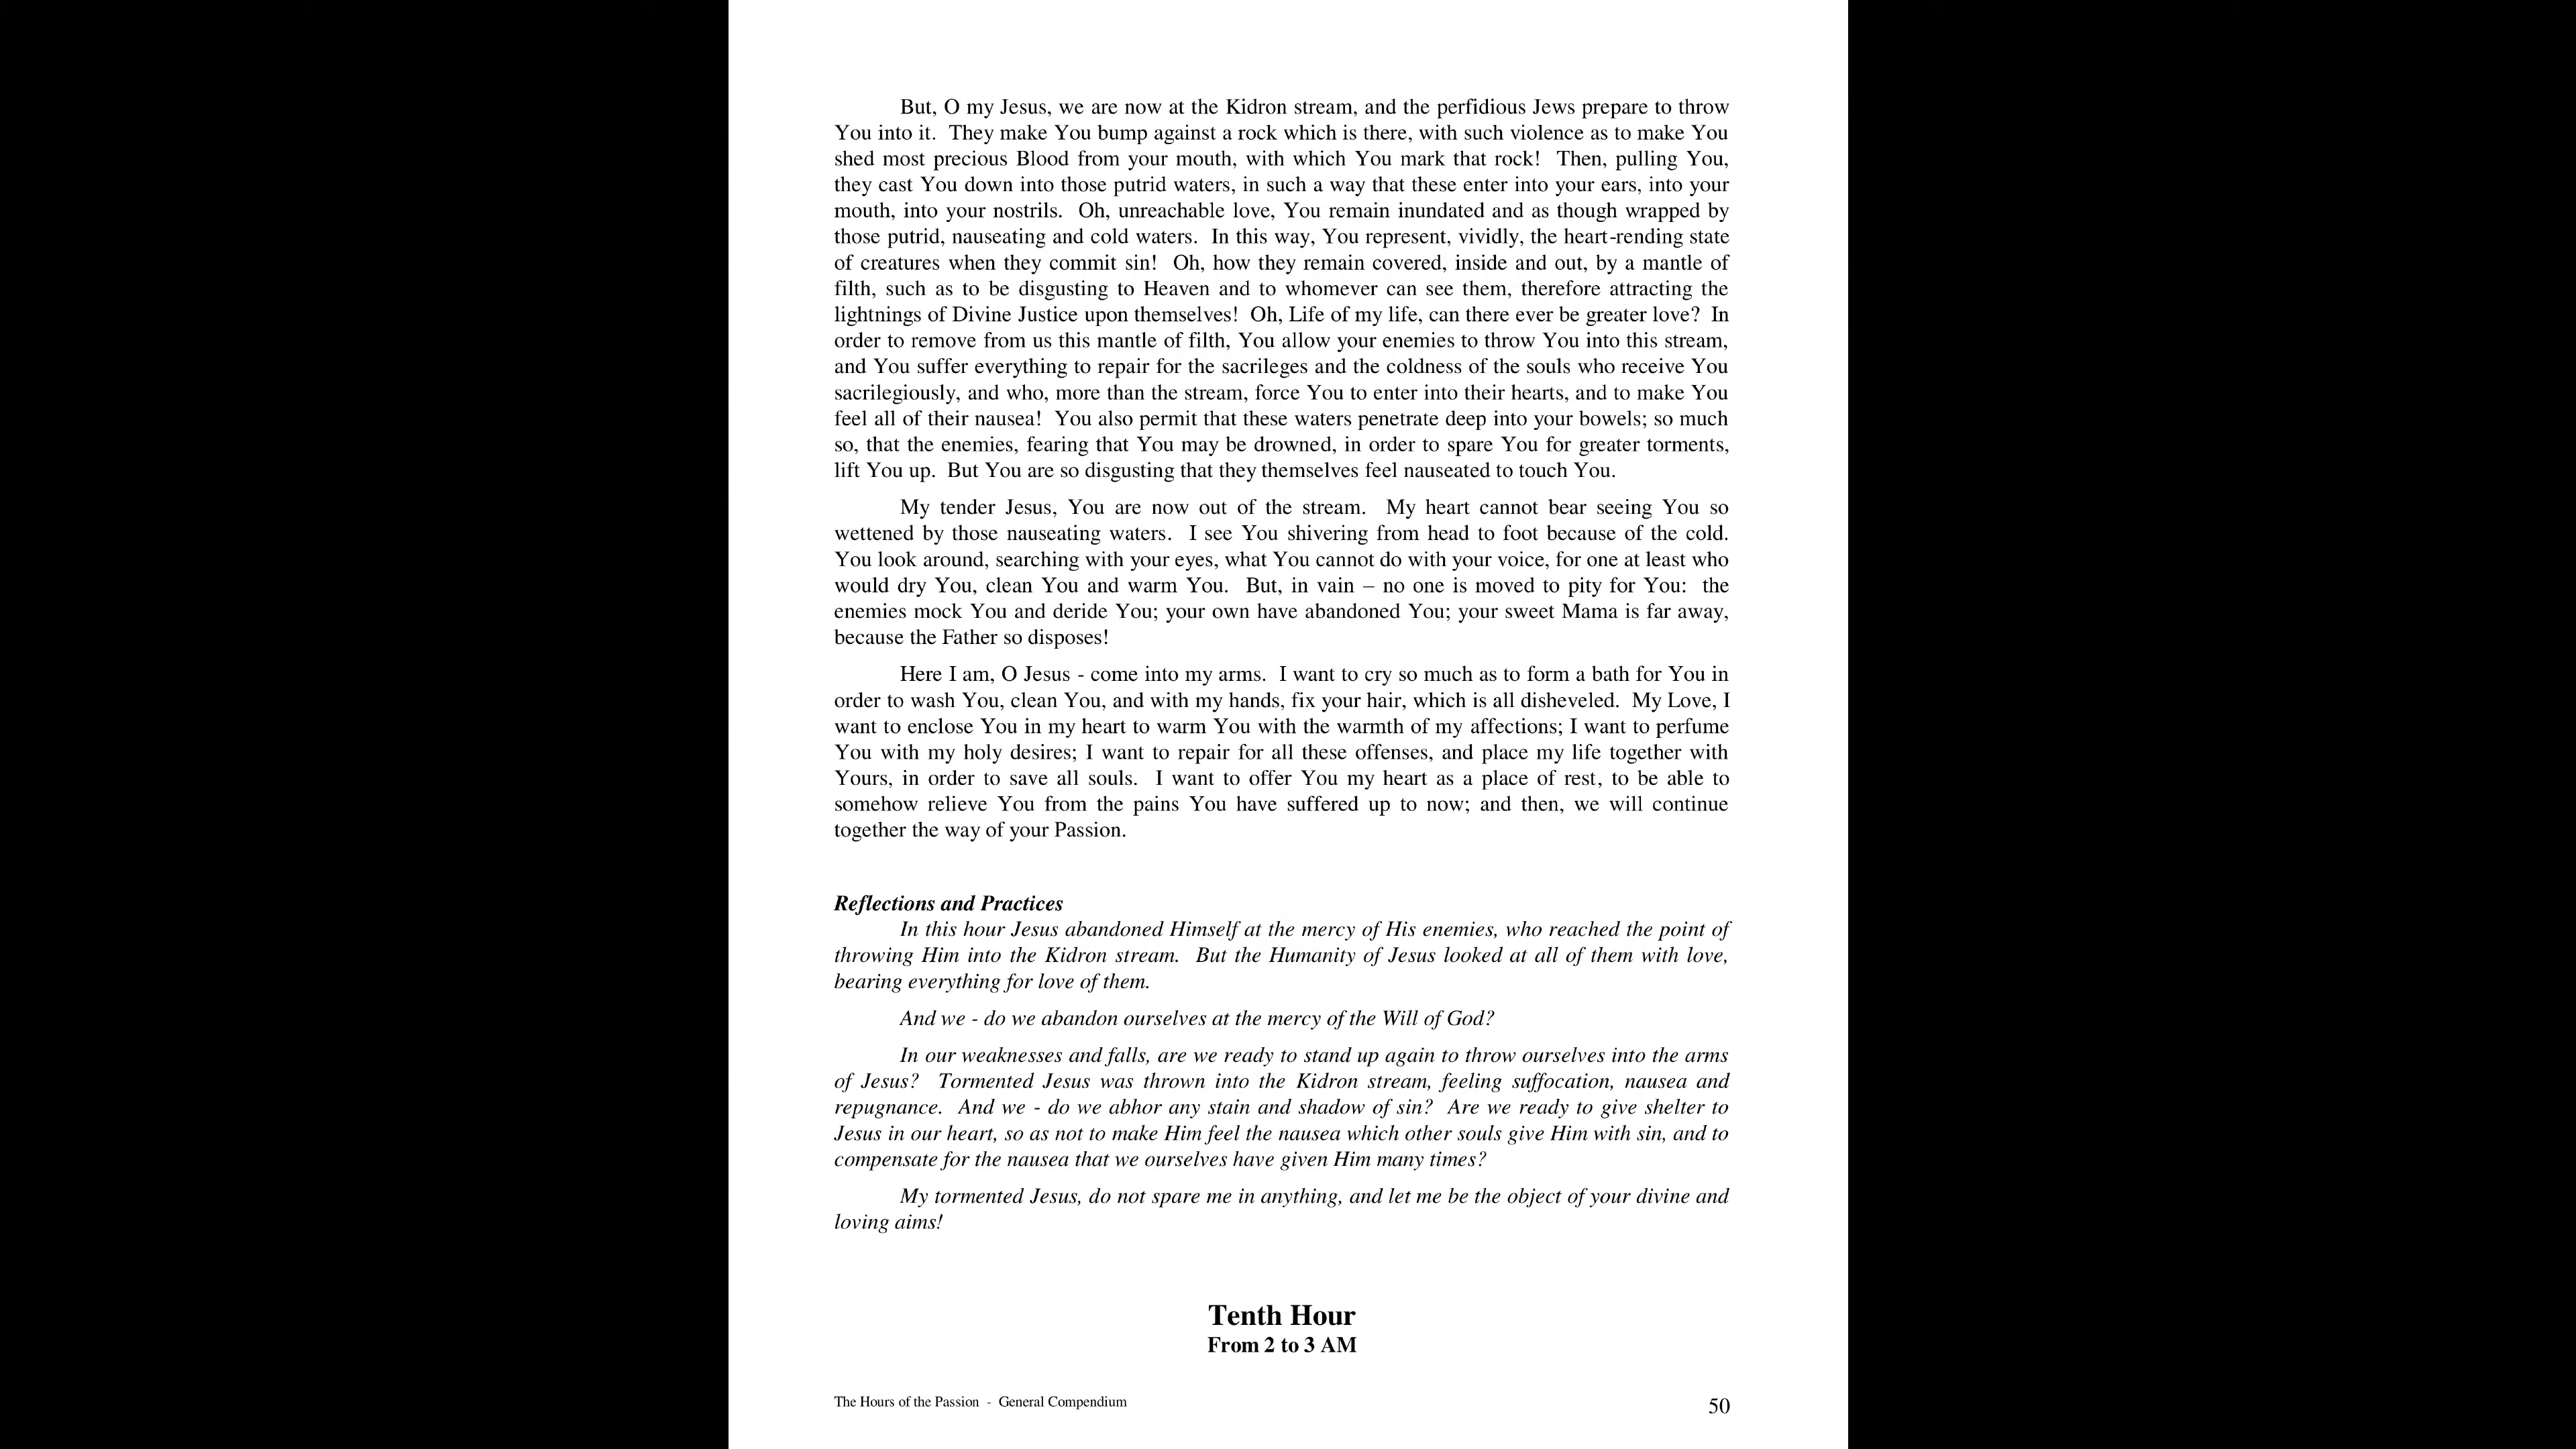 But, O my Jesus, we are now at the Kidron stream, and the perfidious Jews prepare to throw
You into it. They make You bump against a rock which is there, with such violence as to make You
shed most precious Blood from your mouth, with which You mark that rock! Then, pulling You,
they cast You down into those putrid waters, in such a way that these enter into your ears, into your
mouth, into your nostrils. Oh, unreachable love, You remain inundated and as though wrapped by
those putrid, nauseating and cold waters. In this way, You represent, vividly, the heart-rending state
of creatures when they commit sin! Oh, how they remain covered, inside and out, by a mantle of
filth, such as to be disgusting to Heaven and to whomever can see them, therefore attracting the
lightnings of Divine Justice upon themselves! Oh, Life of my life, can there ever be greater love? In
order to remove from us this mantle of filth, You allow your enemies to throw You into this stream,
and You suffer everything to repair for the sacrileges and the coldness of the souls who receive You
sacrilegiously, and who, more than the stream, force You to enter into their hearts, and to make You
feel all of their nausea! You also permit that these waters penetrate deep into your bowels; so much
so, that the enemies, fearing that You may be drowned, in order to spare You for greater torments,
lift You up. But You are so disgusting that they themselves feel nauseated to touch You.
My tender Jesus, You are now out of the stream. My heart cannot bear seeing You so
wettened by those nauseating waters. I see You shivering from head to foot because of the cold.
You look around, searching with your eyes, what You cannot do with your voice, for one at least who
would dry You, clean You and warm You. But, in vain – no one is moved to pity for You: the
enemies mock You and deride You; your own have abandoned You; your sweet Mama is far away,
because the Father so disposes!
Here I am, O Jesus - come into my arms. I want to cry so much as to form a bath for You in
order to wash You, clean You, and with my hands, fix your hair, which is all disheveled. My Love, I
want to enclose You in my heart to warm You with the warmth of my affections; I want to perfume
You with my holy desires; I want to repair for all these offenses, and place my life together with
Yours, in order to save all souls. I want to offer You my heart as a place of rest, to be able to
somehow relieve You from the pains You have suffered up to now; and then, we will continue
together the way of your Passion.
Reflections and Practices
In this hour Jesus abandoned Himself at the mercy of His enemies, who reached the point of
throwing Him into the Kidron stream. But the Humanity of Jesus looked at all of them with love,
bearing everything for love of them.
And we - do we abandon ourselves at the mercy of the Will of God?
In our weaknesses and falls, are we ready to stand up again to throw ourselves into the arms
of Jesus? Tormented Jesus was thrown into the Kidron stream, feeling suffocation, nausea and
repugnance. And we - do we abhor any stain and shadow of sin? Are we ready to give shelter to
Jesus in our heart, so as not to make Him feel the nausea which other souls give Him with sin, and to
compensate for the nausea that we ourselves have given Him many times?
My tormented Jesus, do not spare me in anything, and let me be the object of your divine and
loving aims!
Tenth Hour
From 2 to 3 AM
The Hours of the Passion - General Compendium 50